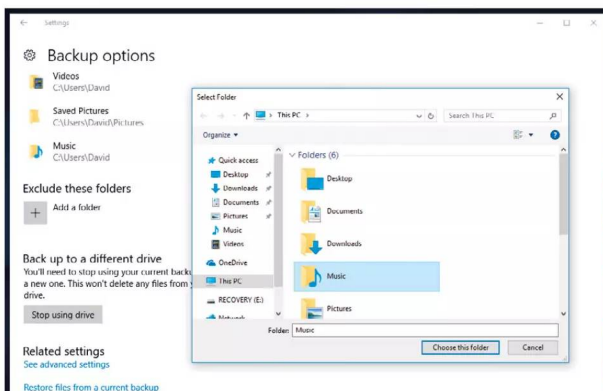 Settings
Backup options
Videos
C:\Users\David
Saved Pictures
C:\Users\David\Pictures
Music
C:\Users\David
Exclude these folders
Add a folder
Back up to a different drive
You'll need to stop using your current backu
a new one. This won't delete any files from y
drive.
Stop using drive
Related settings
See advanced settings
Restore files from a current backup
Select Folder
This PC
Search This PC
Organize
Quick access
Desktop
Downloads
Documents
Pictures
Music
Videos
OneDrive
This PC
RECOVERY (E:)
Network
Folders (6)
Desktop
Documents
Downloads
Music
Pictures
Folder: Music
Choose this folder
Cancel